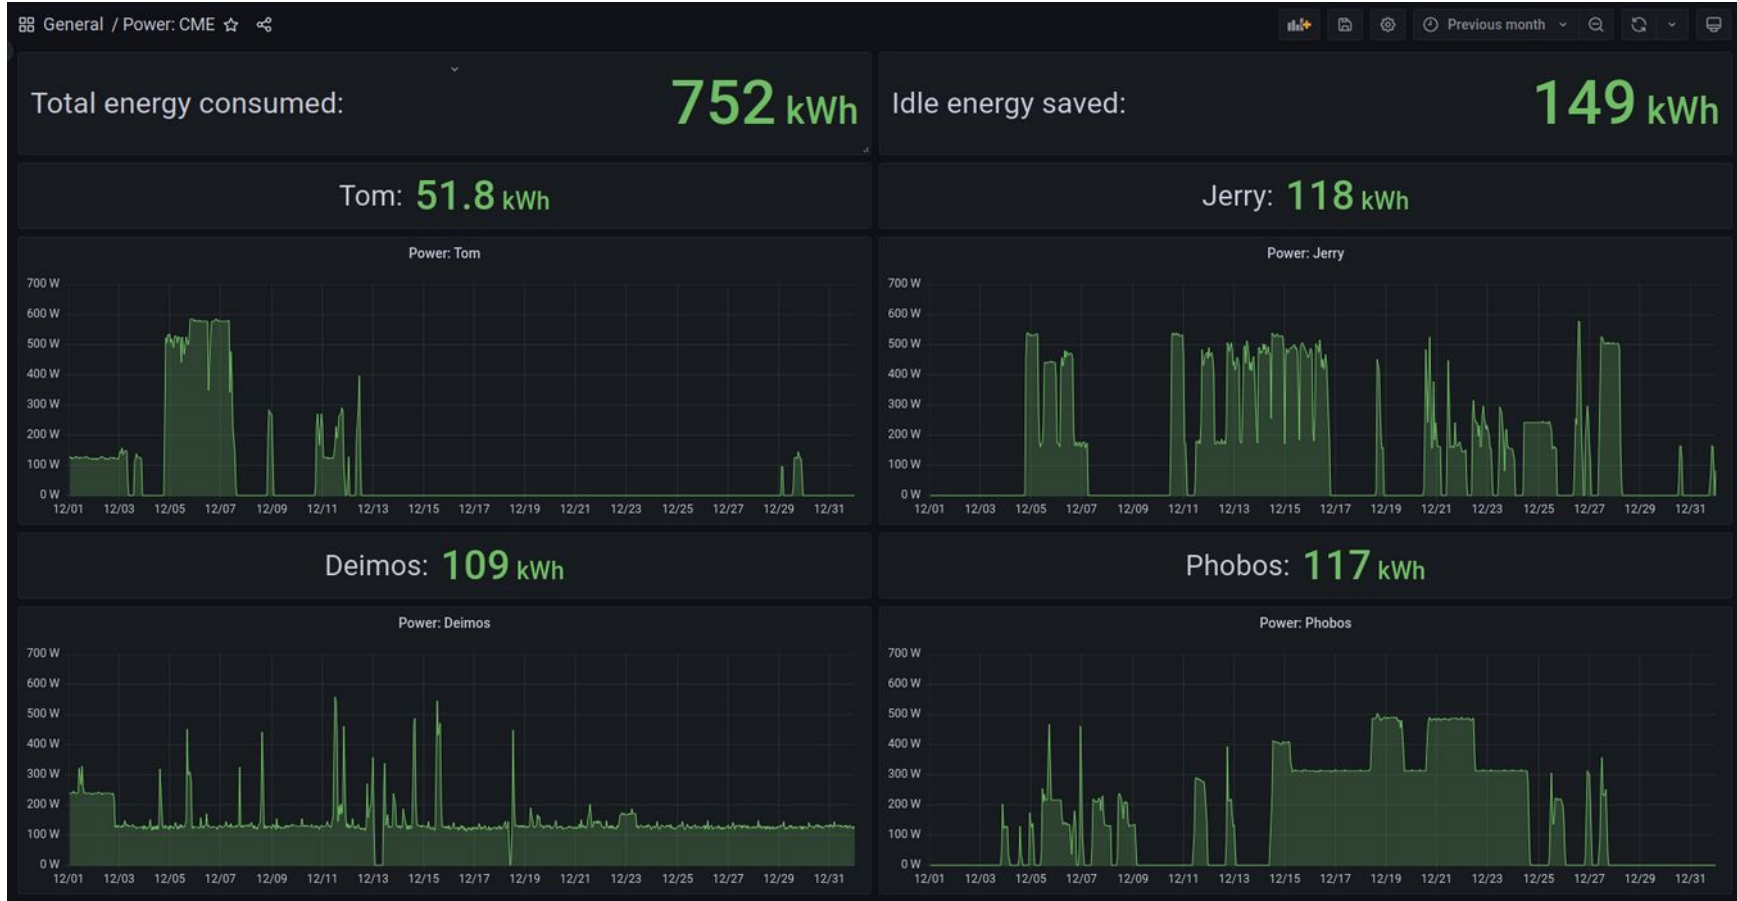 General / Power: CME
Previous month
Total energy consumed: 752 kWh
Idle energy saved: 149 kWh
Tom: 51.8 kWh
Jerry: 118 kWh
Power: Tom
700 W
600 W
500 W
400 W
300 W
200 W
100 W
0 W
12/01 12/03 12/05 12/07 12/09 12/11 12/13 12/15 12/17 12/19 12/21 12/23 12/25 12/27 12/29 12/31
Power: Jerry
700 W
600 W
500 W
400 W
300 W
200 W
100 W
0 W
12/01 12/03 12/05 12/07 12/09 12/11 12/13 12/15 12/17 12/19 12/21 12/23 12/25 12/27 12/29 12/31
Deimos: 109 kWh
Phobos: 117 kWh
Power: Deimos
700 W
600 W
500 W
400 W
300 W
200 W
100 W
0 W
12/01 12/03 12/05 12/07 12/09 12/11 12/13 12/15 12/17 12/19 12/21 12/23 12/25 12/27 12/29 12/31
Power: Phobos
700 W
600 W
500 W
400 W
300 W
200 W
100 W
0 W
12/01 12/03 12/05 12/07 12/09 12/11 12/13 12/15 12/17 12/19 12/21 12/23 12/25 12/27 12/29 12/31